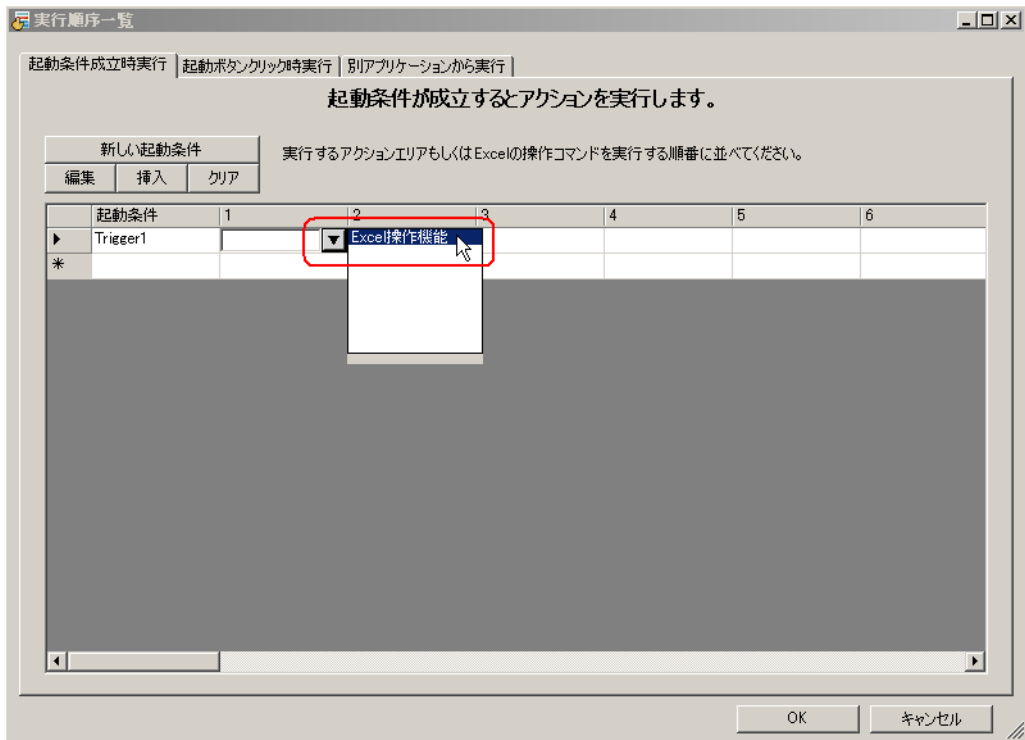 実行順序一覧
起動条件成立時実行 起動ボタンクリック時実行 別アプリケーションから実行
起動条件が成立するとアクションを実行します。
新しい起動条件
実行するアクションエリアもしくはExcelの操作コマンドを実行する順番に並べてください。
編集 挿入 クリア
起動条件 1 2 3 4 5 6
Trigger1 Excel操作機能
OK キャンセル